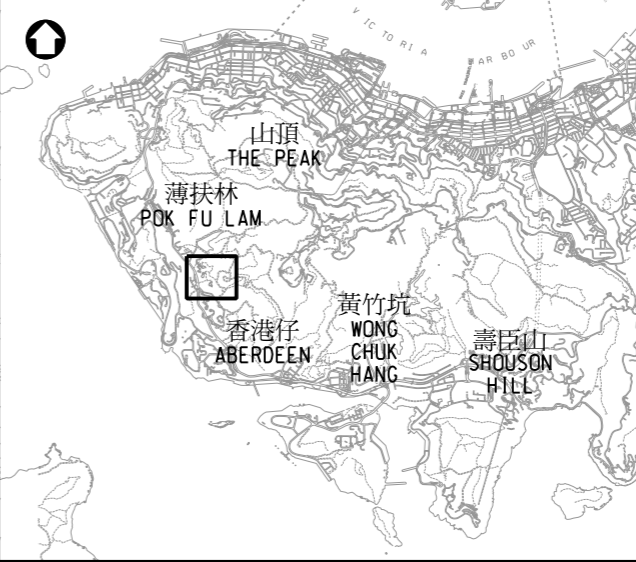 VICTORIA HARBOUR
山頂
THE PEAK
薄扶林
POK FU LAM
香港仔
ABERDEEN
黃竹坑
WONG
CHUK
HANG
壽臣山
SHOUSON
HILL